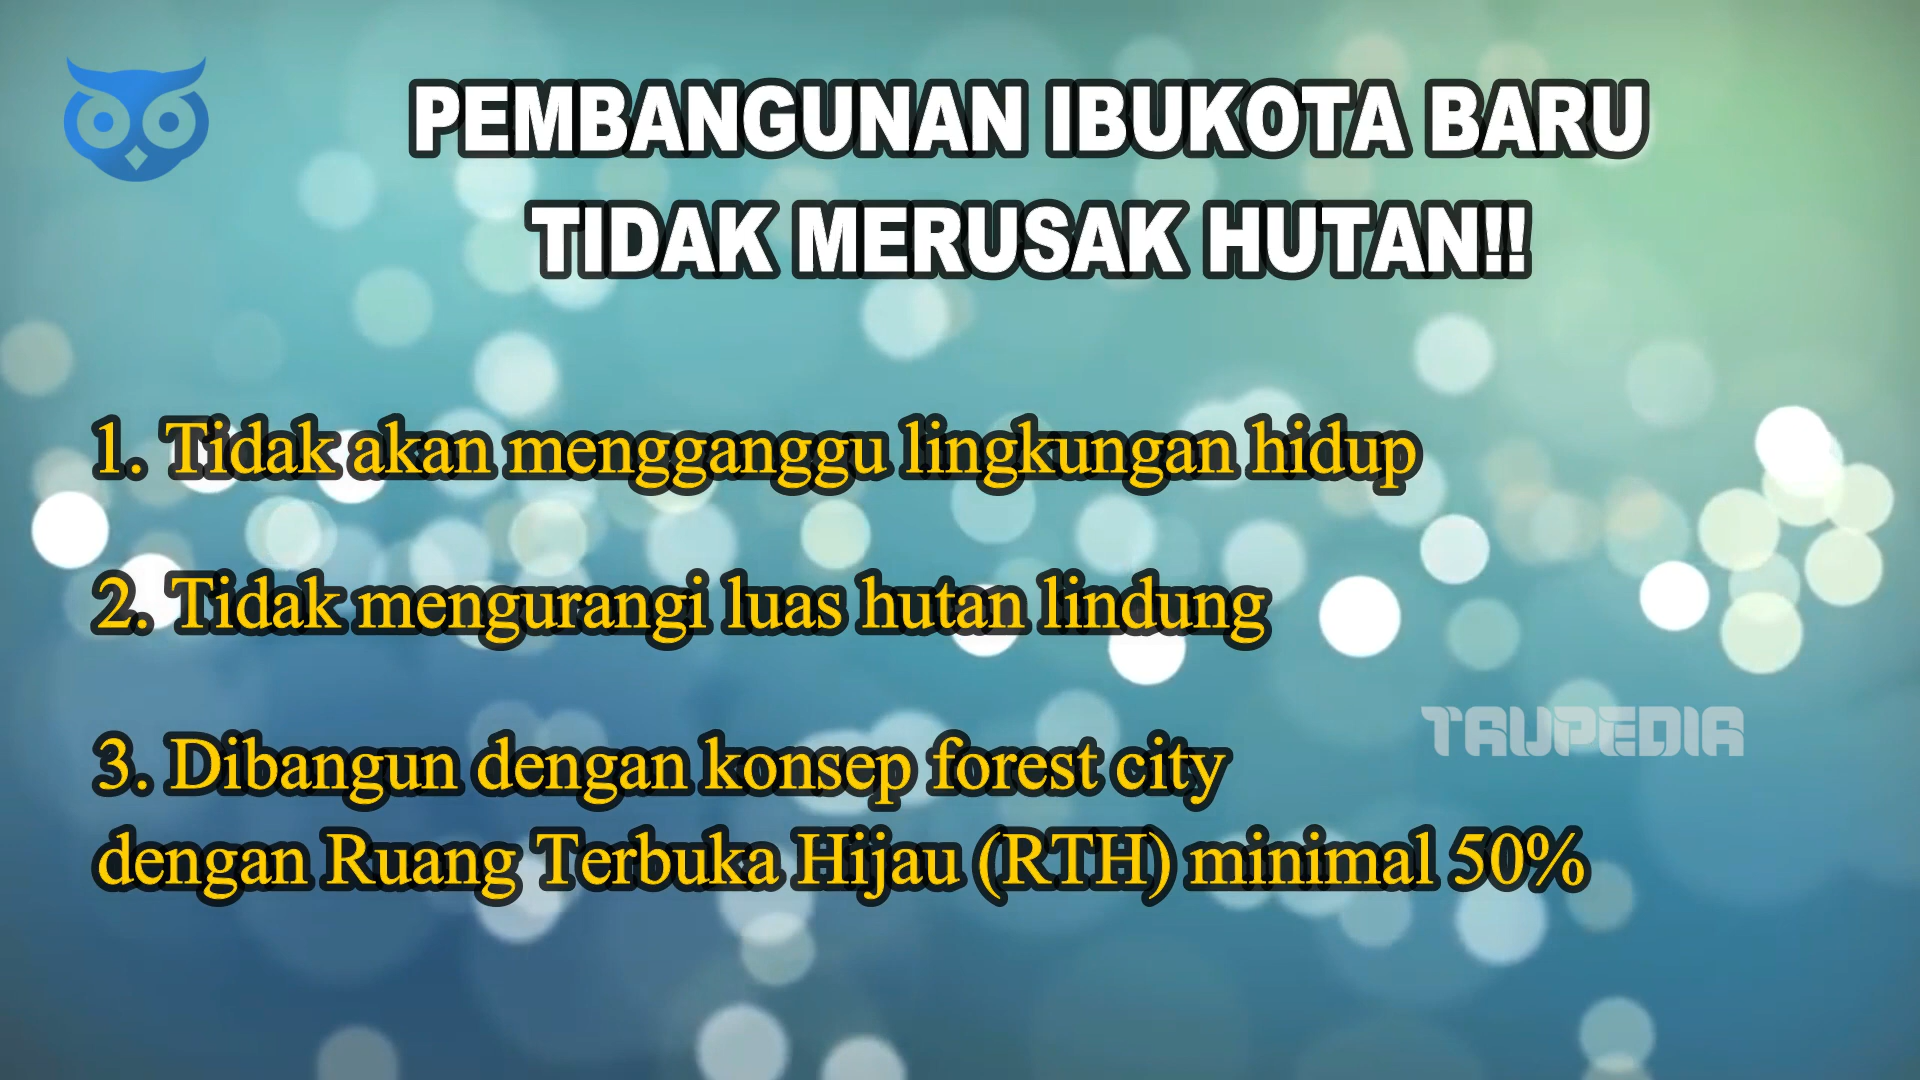 PEMBANGUNAN IBUKOTA BARU
TIDAK MERUSAK HUTAN!!
1. Tidak akan mengganggu lingkungan hidup
2. Tidak mengurangi luas hutan lindung
TAUPEDIA
3. Dibangun dengan konsep forest city
dengan Ruang Terbuka Hijau (RTH) minimal 50%